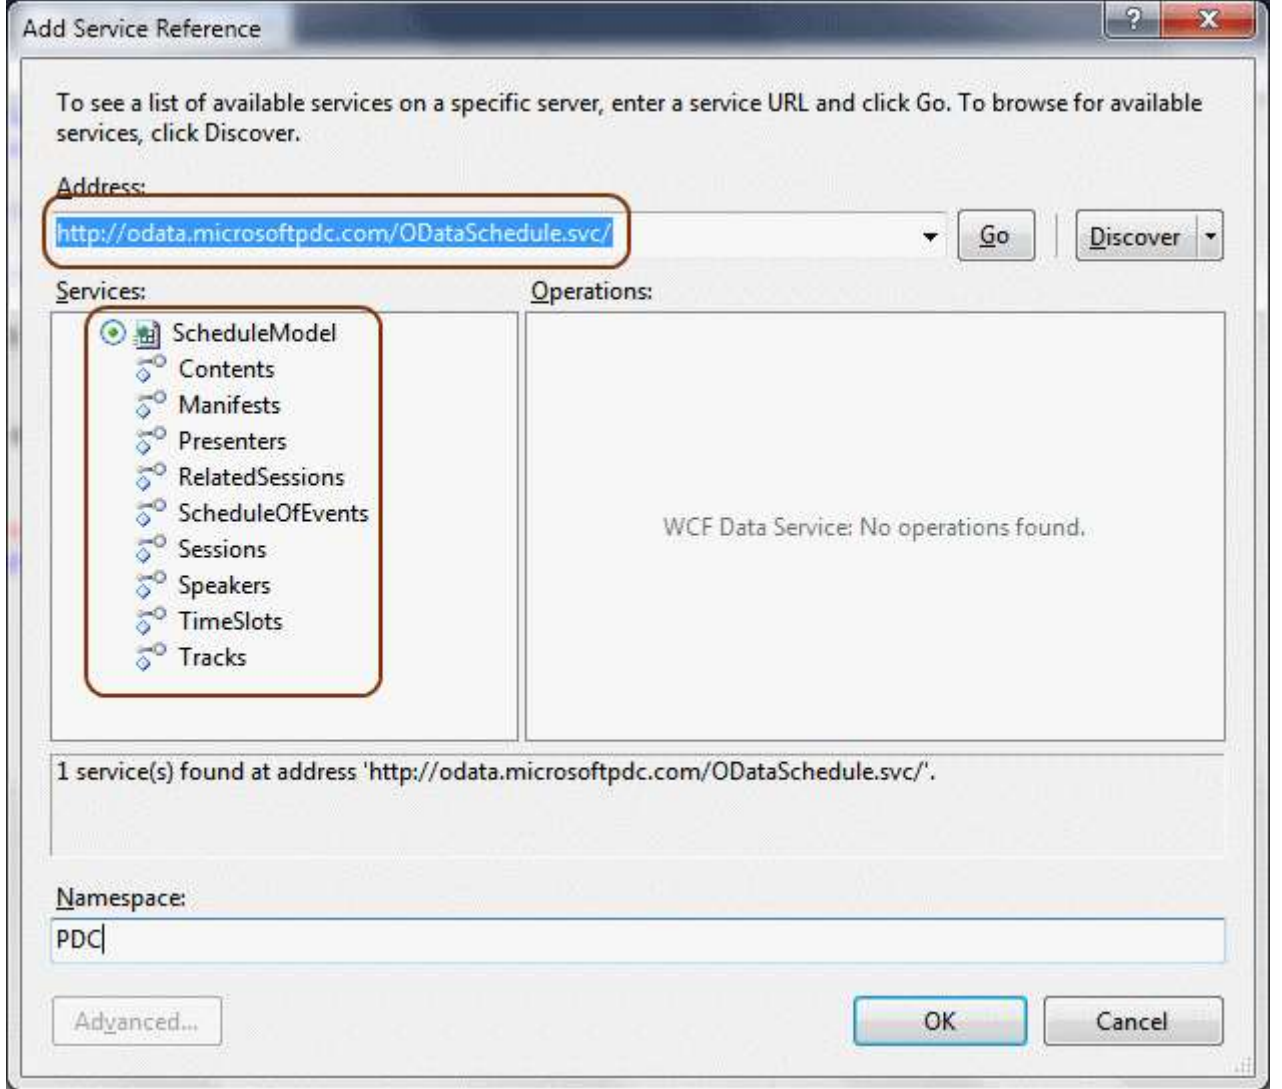 Add Service Reference
?
To see a list of available services on a specific server, enter a service URL and click Go. To browse for available
services, click Discover.
Address:
http://odata.microsoftpdc.com/ODataSchedule.svc/
Go
Discover
Services:
Operations:
ScheduleModel
Contents
Manifests
Presenters
RelatedSessions
ScheduleOfEvents
Sessions
Speakers
TimeSlots
Tracks
WCF Data Service: No operations found.
1 service(s) found at address 'http://odata.microsoftpdc.com/ODataSchedule.svc/'.
Namespace:
PDC
Advanced...
OK
Cancel